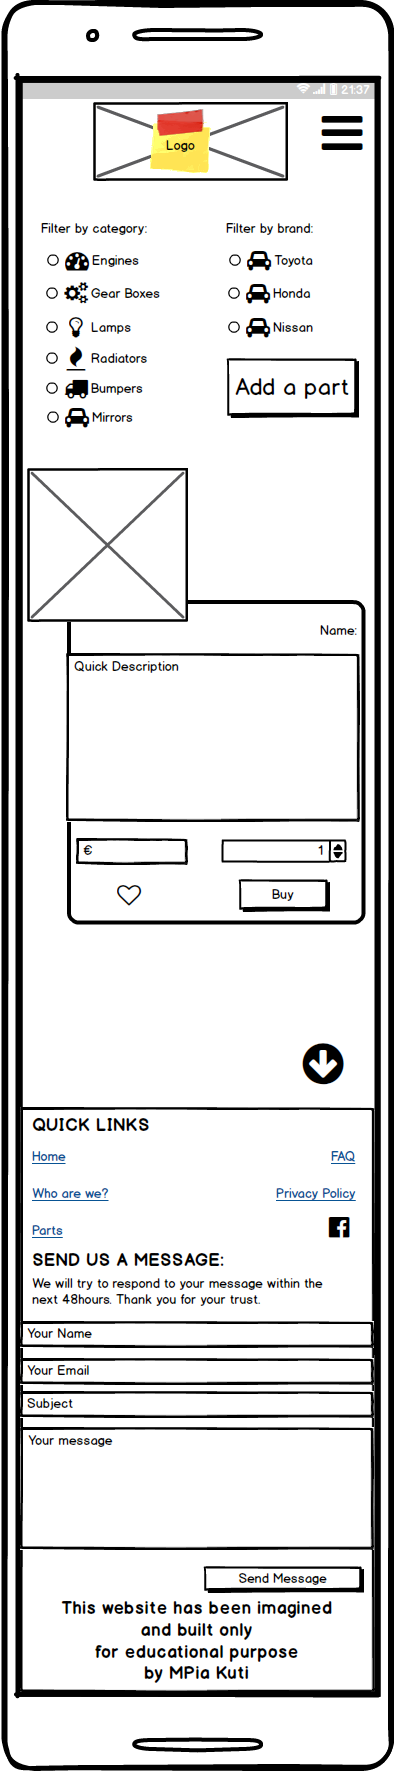 21:37
Logo
Filter by category:
Engines
Gear Boxes
Lamps
Radiators
Bumpers
Mirrors
Filter by brand:
Toyota
Honda
Nissan
Add a part
Name:
Quick Description
€
1
Buy
QUICK LINKS
Home
FAQ
Who are we?
Privacy Policy
Parts
SEND US A MESSAGE:
We will try to respond to your message within the
next 48hours. Thank you for your trust.
Your Name
Your Email
Subject
Your message
Send Message
This website has been imagined
and built only
for educational purpose
by MPia Kuti